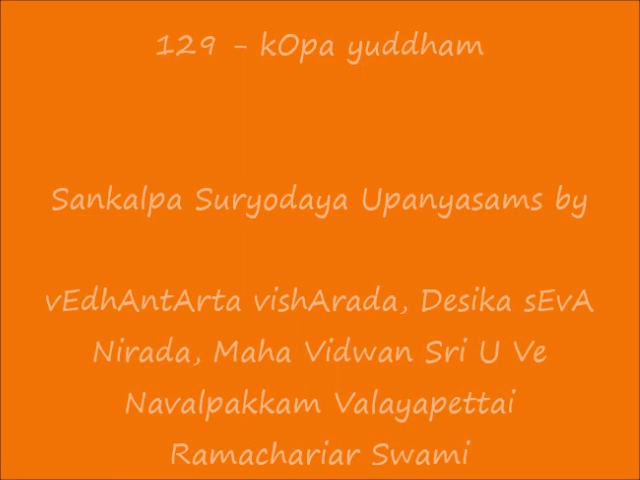 129 - kOpa yuddham
Sankalpa Suryodaya Upanyasams by
vEdhAntArta vishArada, Desika sEvA
Nirada, Maha Vidwan Sri U Ve
Navalpakkam Valayapettai
Ramachariar Swami